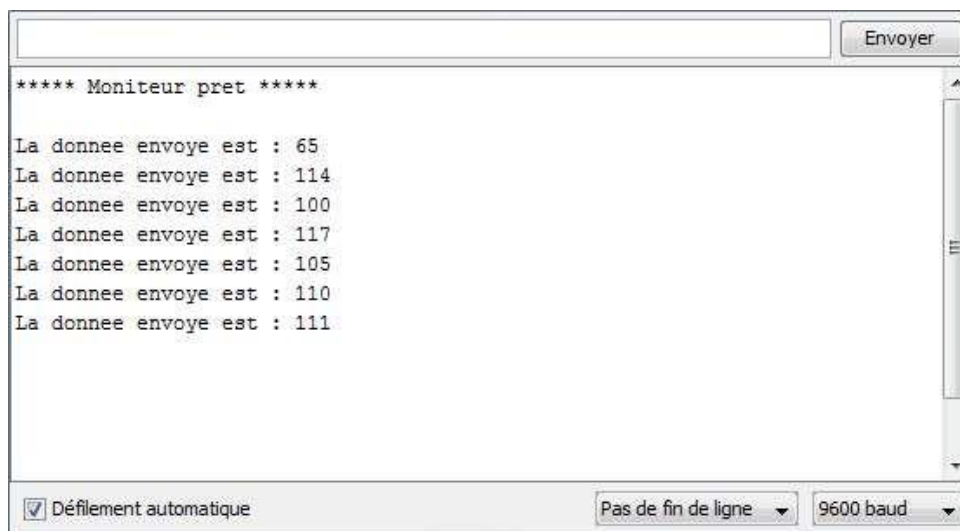 Envoyer
***** Moniteur pret *****
La donnee envoye est : 65
La donnee envoye est : 114
La donnee envoye est : 100
La donnee envoye est : 117
La donnee envoye est : 105
La donnee envoye est : 110
La donnee envoye est : 111
Défilement automatique Pas de fin de ligne 9600 baud